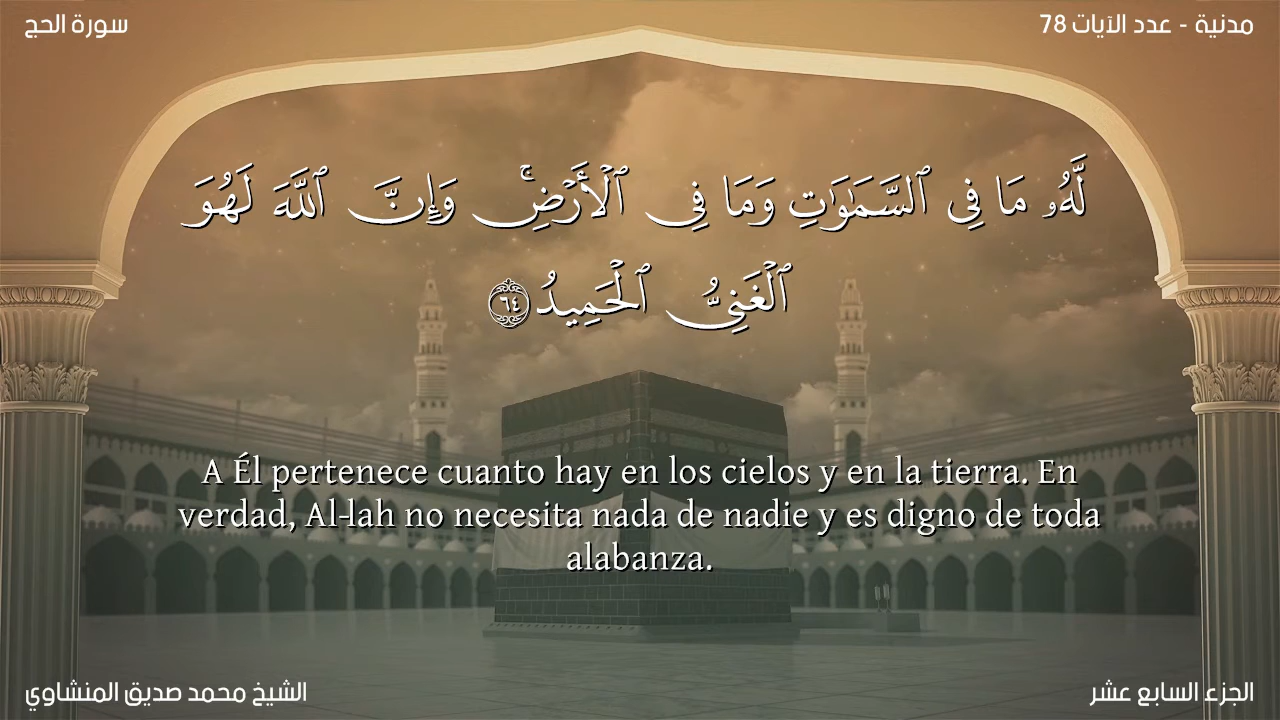 سورة الحج
مدنية - عدد الآيات 78
لَّهُۥ مَا فِى ٱلسَّمَـٰوَٰتِ وَمَا فِى ٱلْأَرْضِ ۚ وَإِنَّ ٱللَّهَ لَهُوَ
ٱلْغَنِىُّ ٱلْحَمِيدُ ٦٤
A Él pertenece cuanto hay en los cielos y en la tierra. En
verdad, Al-lah no necesita nada de nadie y es digno de toda
alabanza.
الشيخ محمد صديق المنشاوي
الجزء السابع عشر